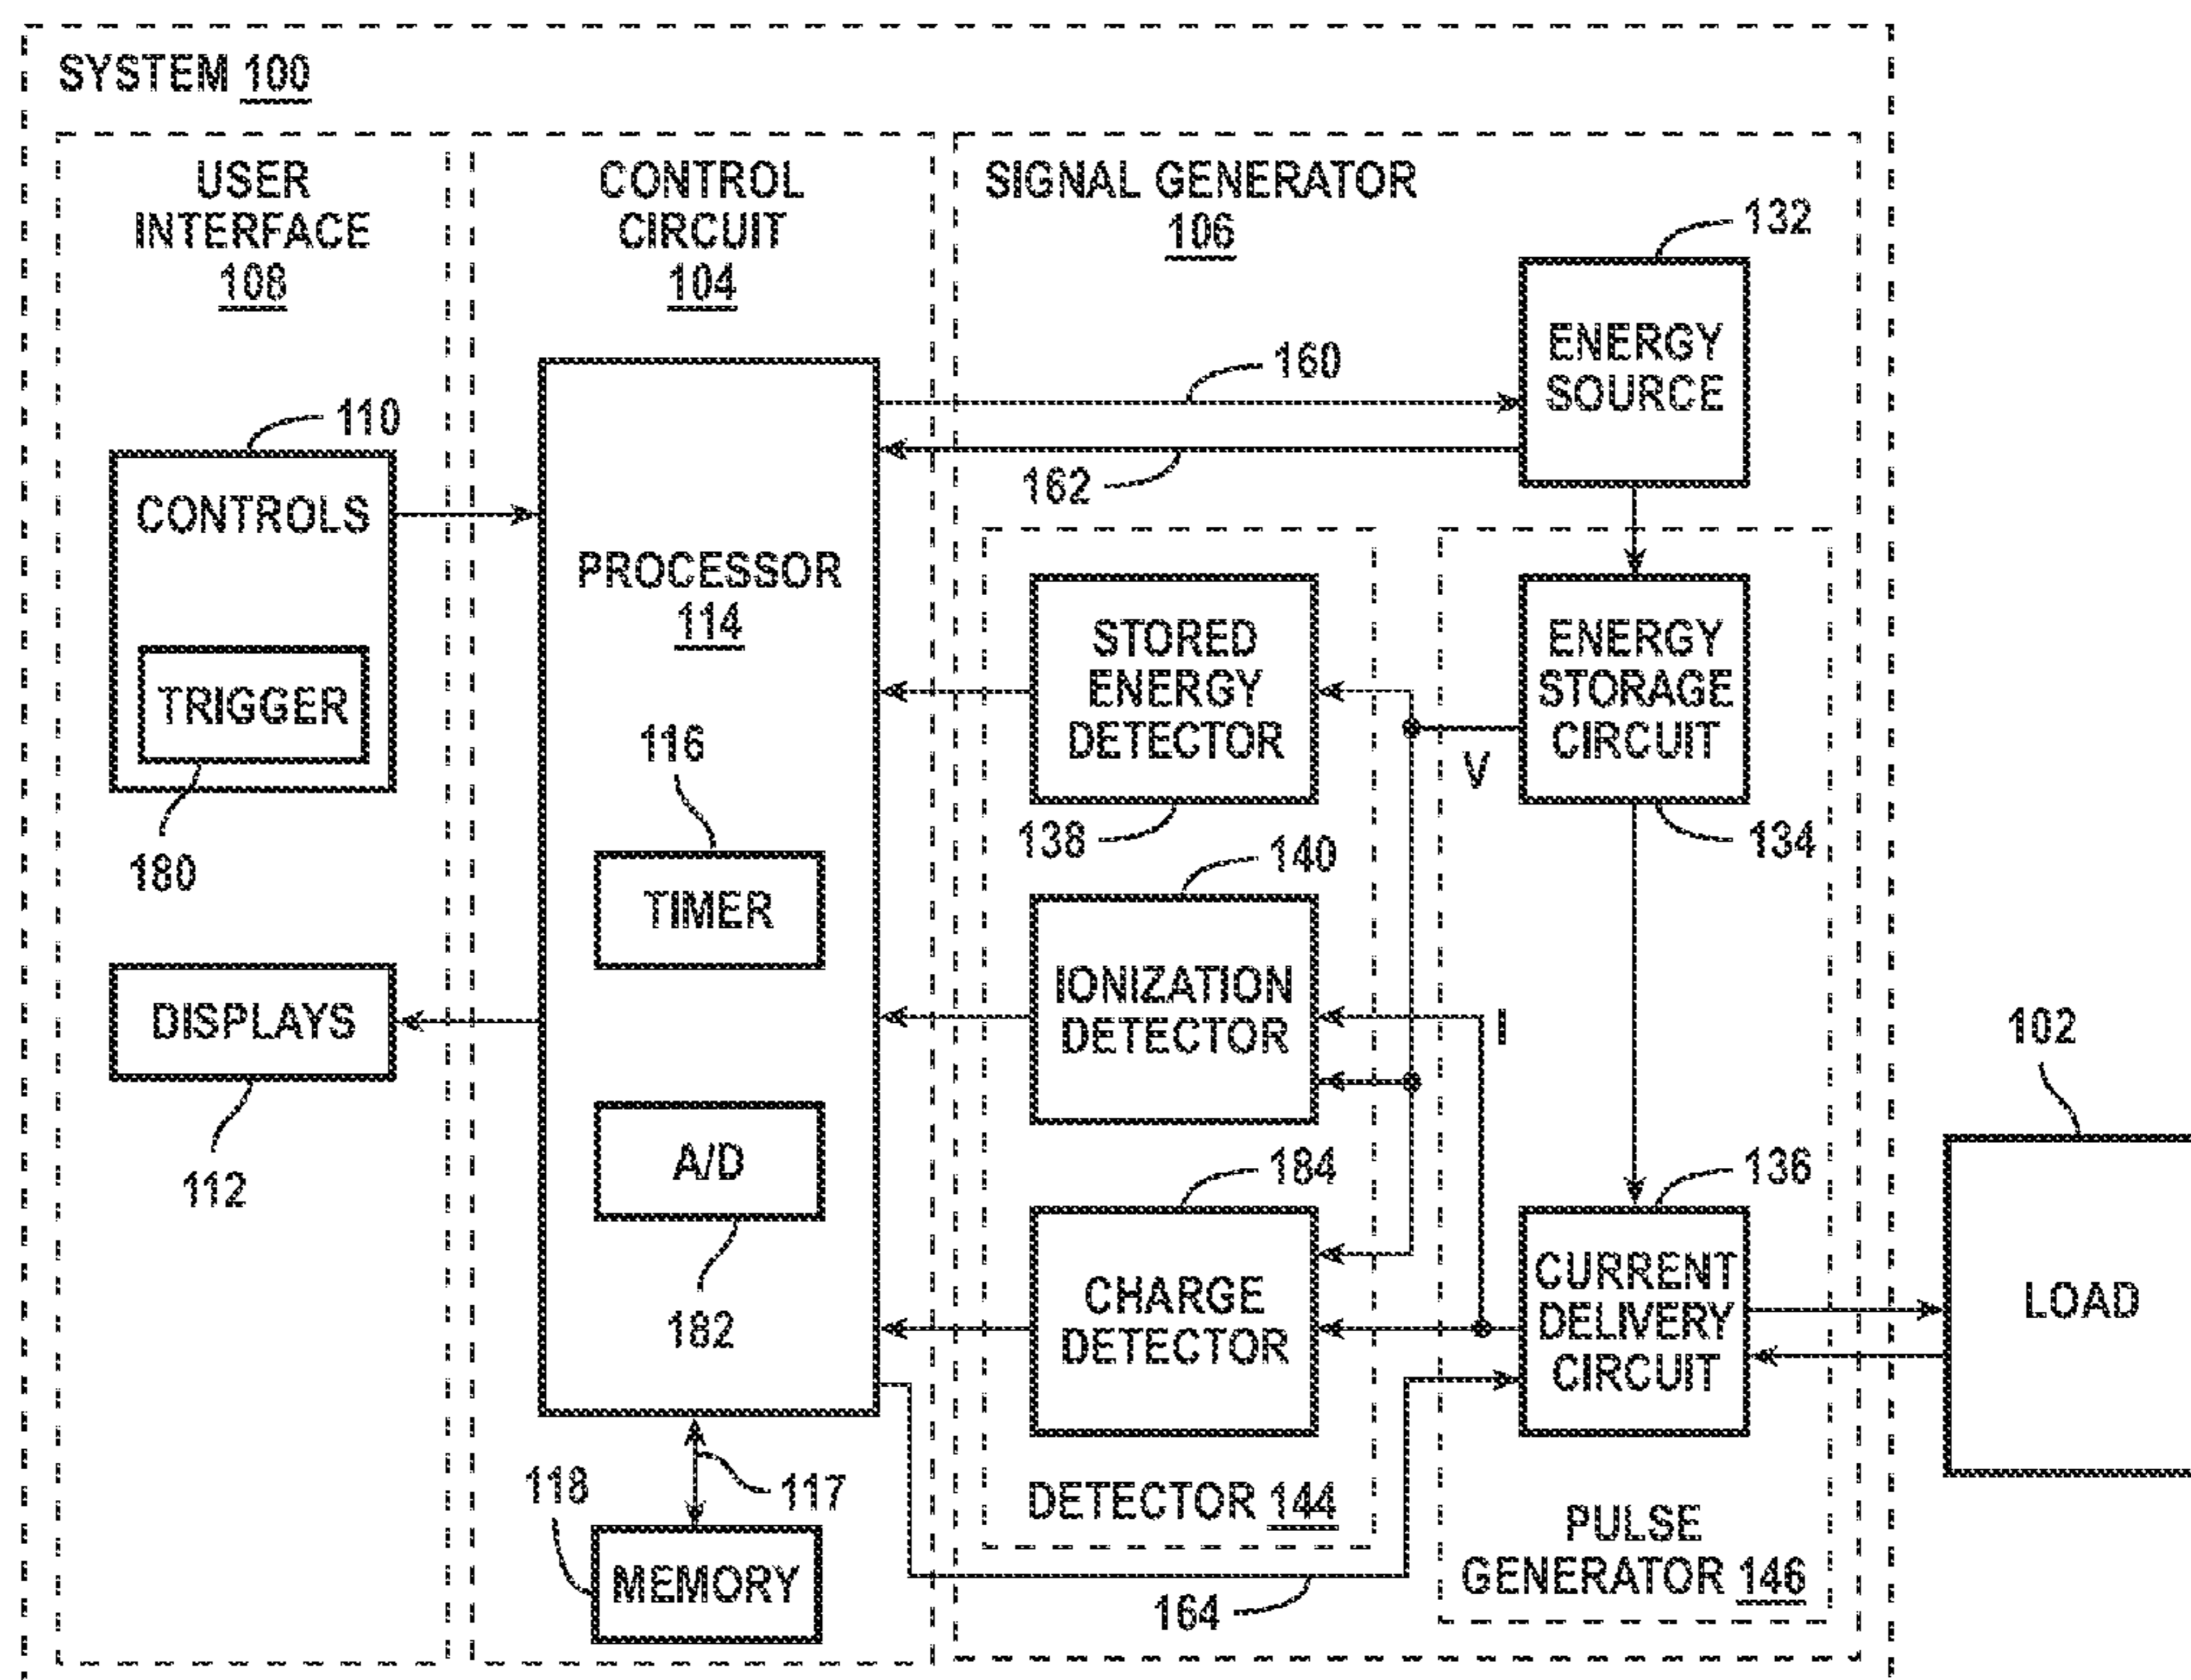 SYSTEM 100
USER
INTERFACE
108
CONTROL
CIRCUIT
104
SIGNAL GENERATOR
106
132
ENERGY
SOURCE
160
162
110
CONTROLS
TRIGGER
180
DISPLAYS
112
PROCESSOR
114
116
TIMER
A/D
182
117
118
MEMORY
STORED
ENERGY
DETECTOR
138
140
IONIZATION
DETECTOR
184
CHARGE
DETECTOR
DETECTOR 144
164
V
I
ENERGY
STORAGE
CIRCUIT
134
136
CURRENT
DELIVERY
CIRCUIT
PULSE
GENERATOR 146
102
LOAD